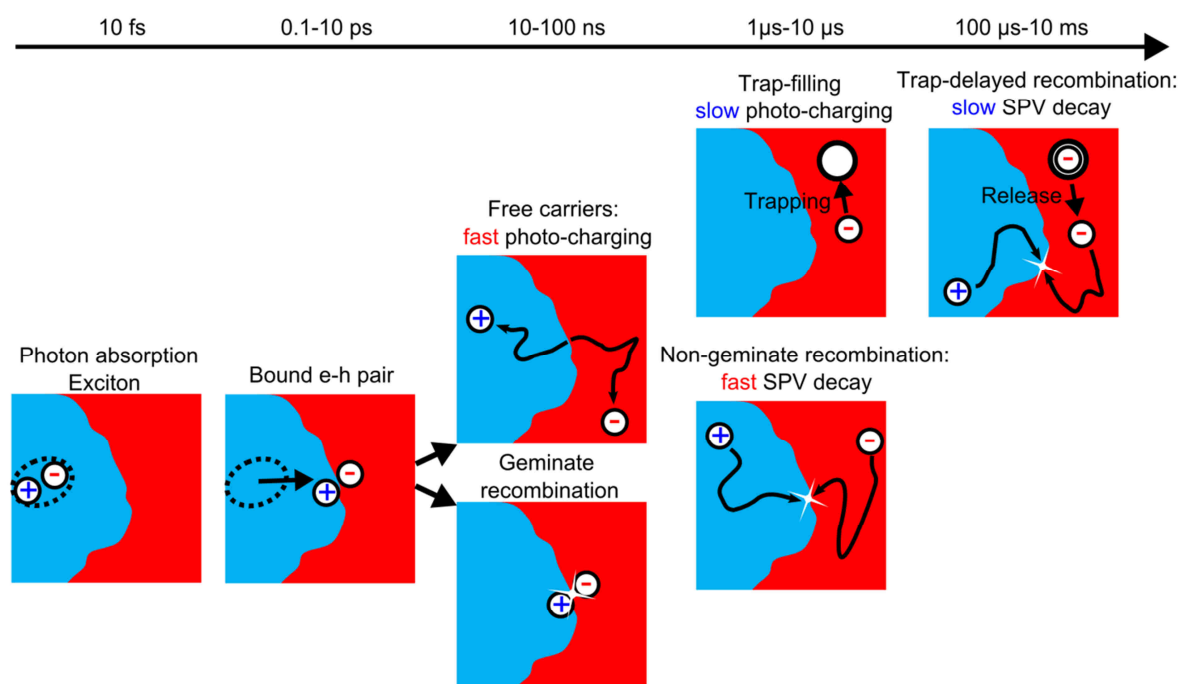 10 fs
0.1-10 ps
10-100 ns
1µs-10 µs
100 µs-10 ms
Photon absorption
Exciton
+
-
Bound e-h pair
+
-
Free carriers:
fast photo-charging
+
-
Geminate
recombination
+
-
Trap-filling
slow photo-charging
Trapping
-
Non-geminate recombination:
fast SPV decay
+
-
Trap-delayed recombination:
slow SPV decay
-
Release
-
+